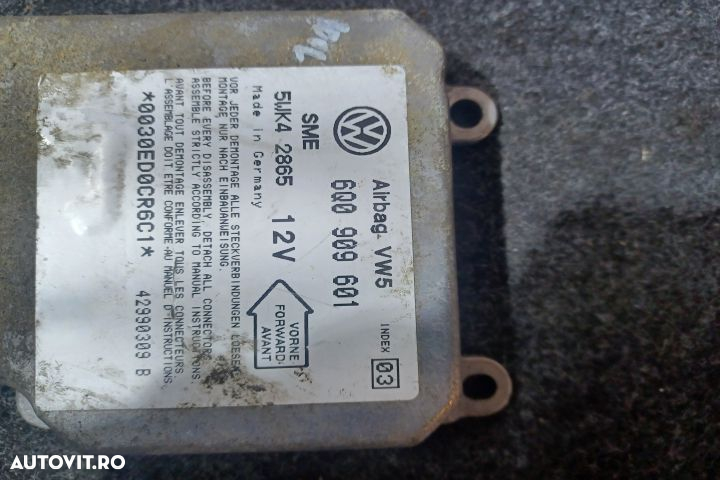 Airbag VW5 INDEX 03
6Q0 909 601
SME
5WK4 2865 12V
Made in Germany
VORNE
FORWARD
AVANT
VOR JEDER DEMONTAGE ALLE STECKVERBINDUNGEN LOESEN
MONTAGE NUR NACH EINBAUANWEISUNG.
BEFORE EVERY DISASSEMBLY, DETACH ALL CONNECTORS
ASSEMBLE STRICTLY ACCORDING TO MANUAL INSTRUCTIONS
AVANT TOUT DEMONTAGE ENLEVER TOUS LES CONNECTEURS
L'ASSEMBLAGE DOIT ETRE CONFORME AU MANUEL D'INSTRUCTIONS
*0030ED0CR6C1* 42990309 B
AUTOVIT.RO